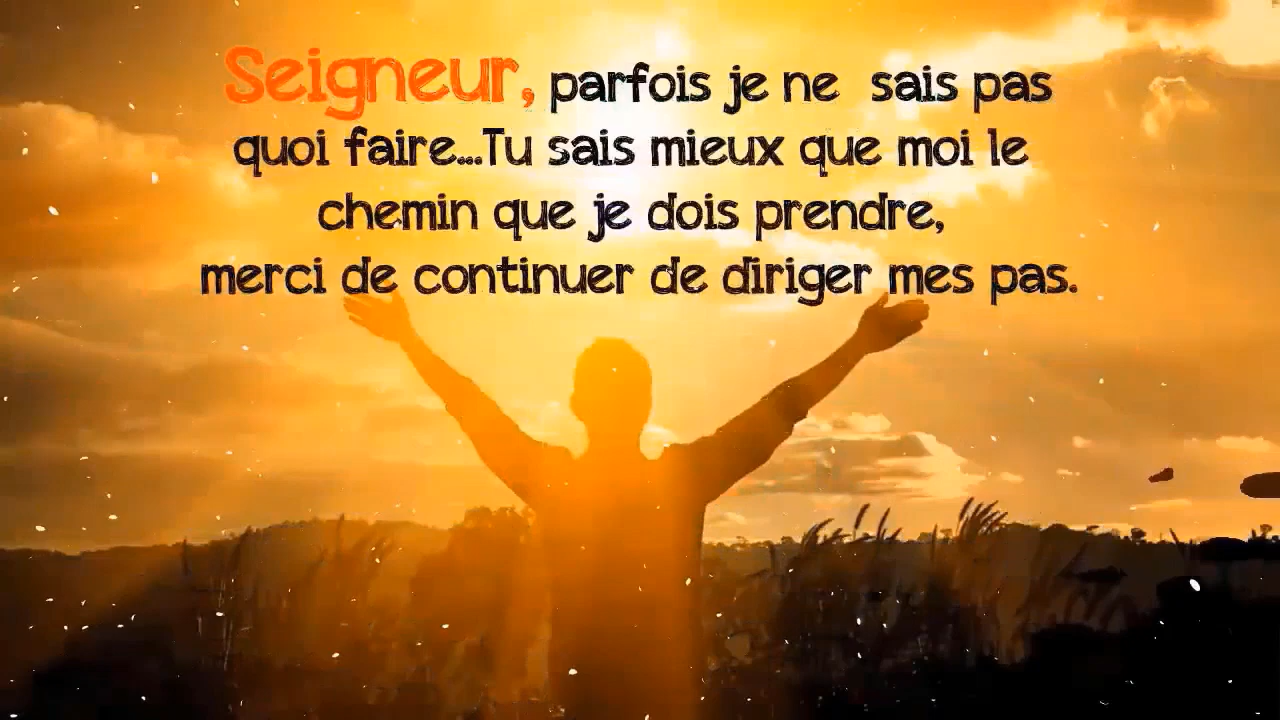 Seigneur, parfois je ne sais pas
quoi faire...Tu sais mieux que moi le
chemin que je dois prendre,
merci de continuer de diriger mes pas.